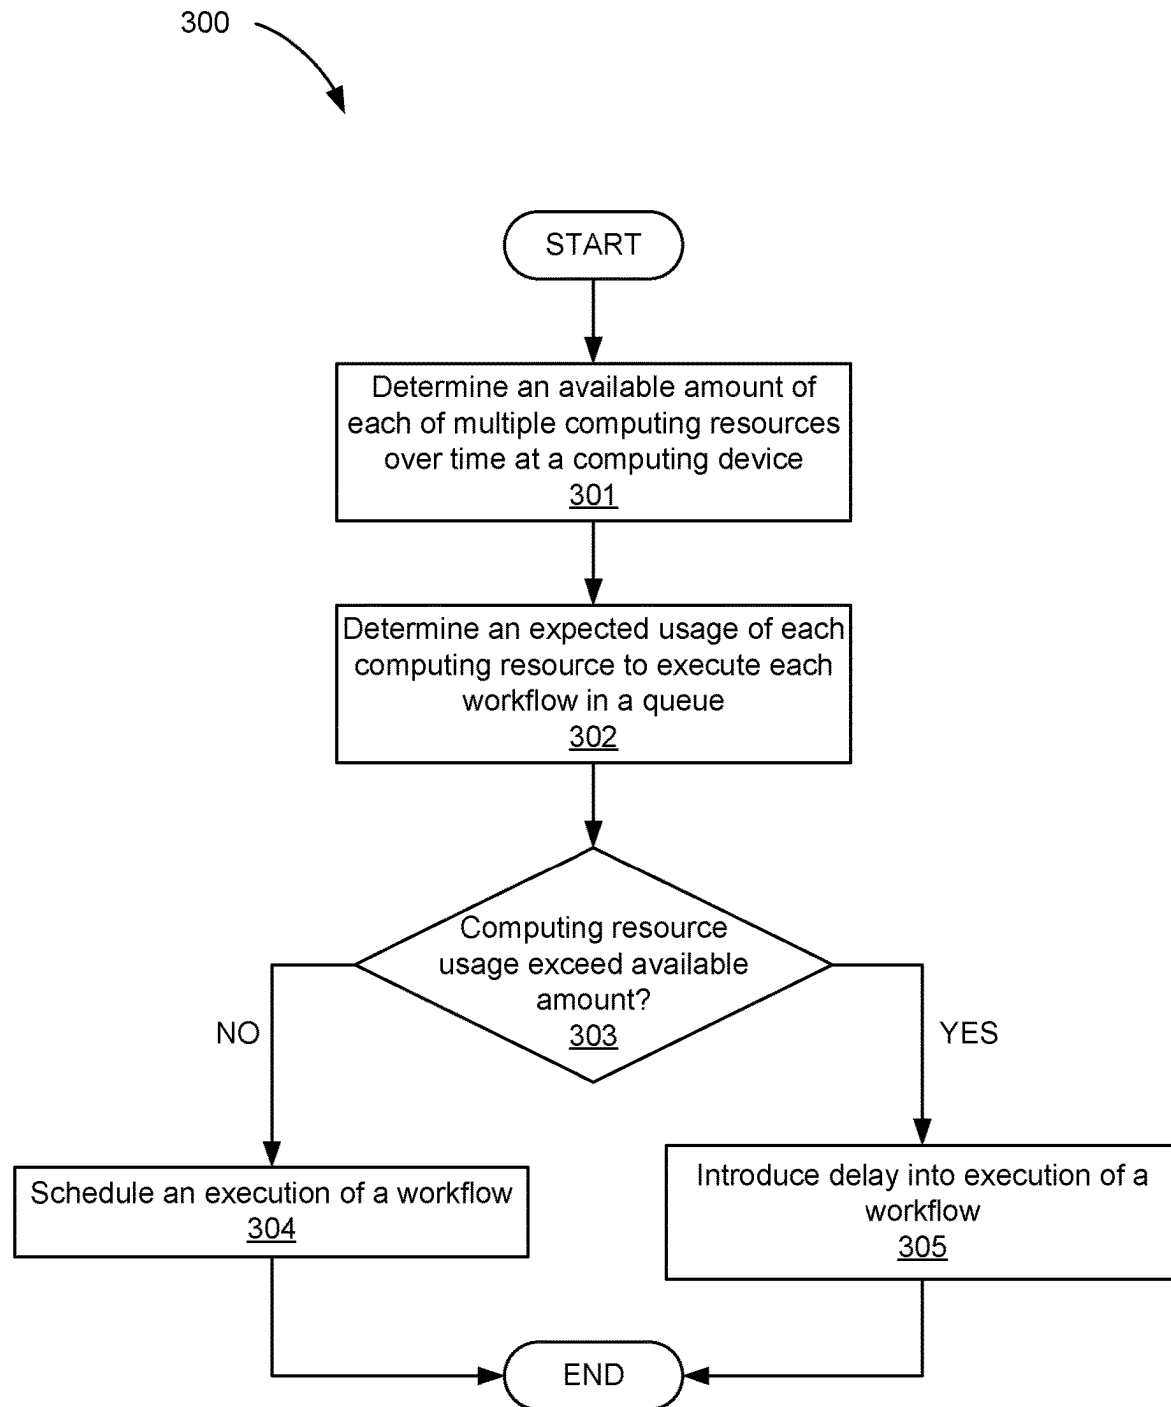 300
START
Determine an available amount of
each of multiple computing resources
over time at a computing device
301
Determine an expected usage of each
computing resource to execute each
workflow in a queue
302
Computing resource
usage exceed available
amount?
303
NO
YES
Schedule an execution of a workflow
304
Introduce delay into execution of a
workflow
305
END